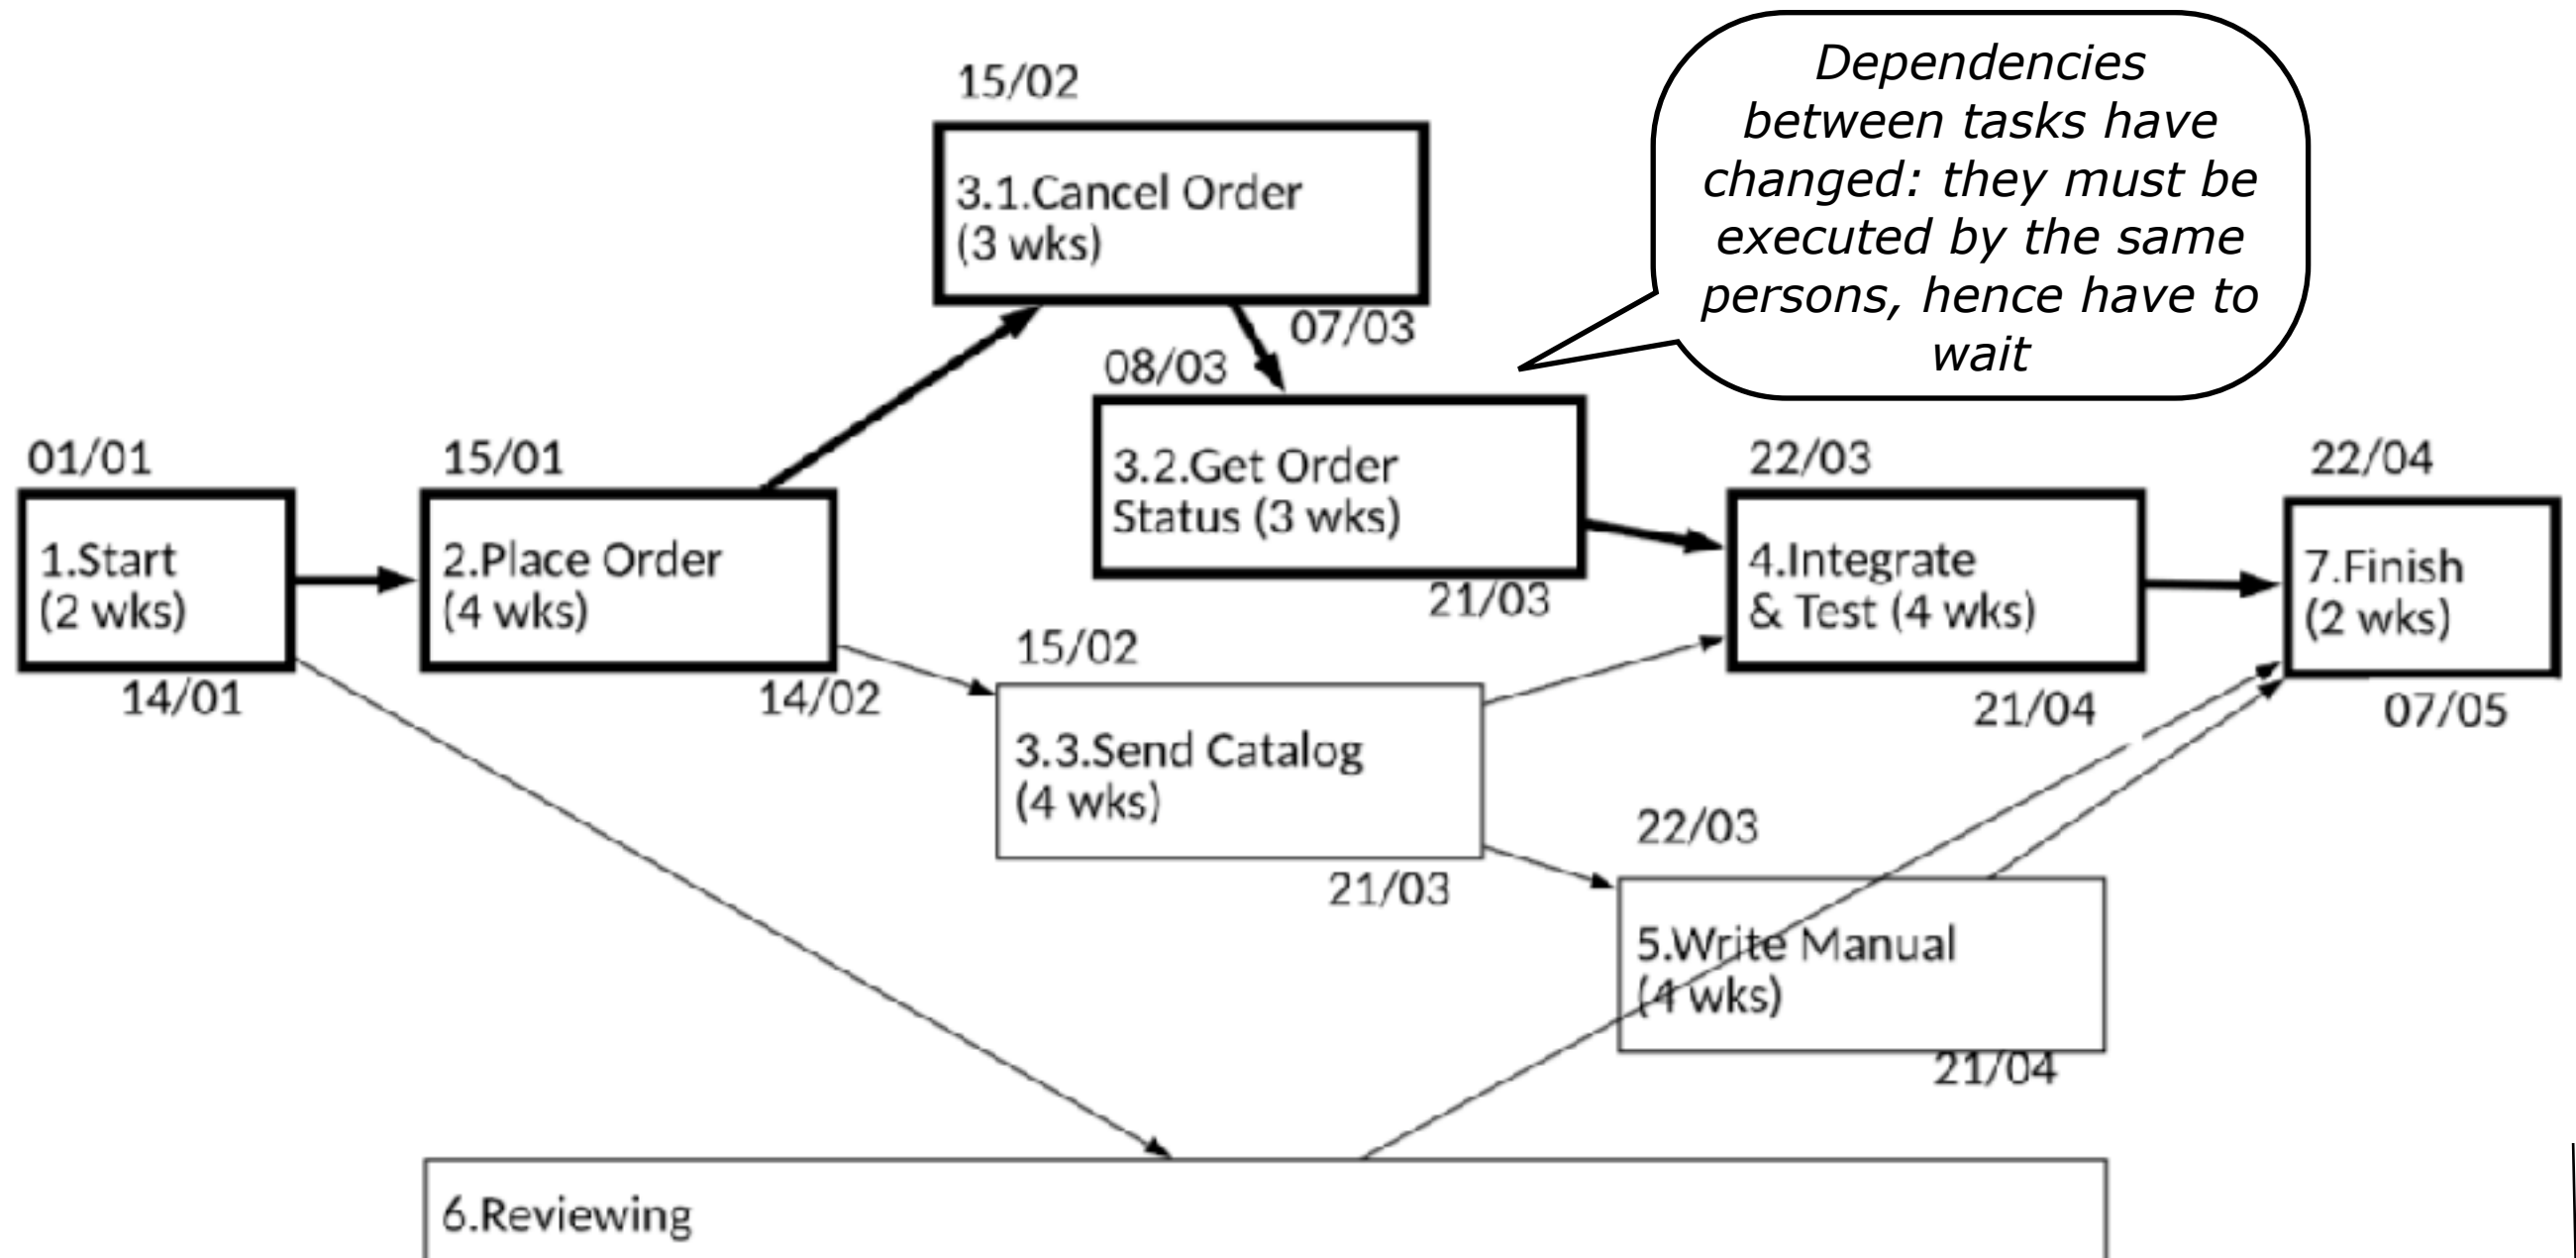 15/02
3.1.Cancel Order
(3 wks)
07/03
Dependencies
between tasks have
changed: they must be
executed by the same
persons, hence have to
wait
08/03
3.2.Get Order
Status (3 wks)
21/03
01/01
1.Start
(2 wks)
14/01
15/01
2.Place Order
(4 wks)
14/02
22/03
4.Integrate
& Test (4 wks)
21/04
22/04
7.Finish
(2 wks)
07/05
15/02
3.3.Send Catalog
(4 wks)
21/03
22/03
5.Write Manual
(4 wks)
21/04
6.Reviewing